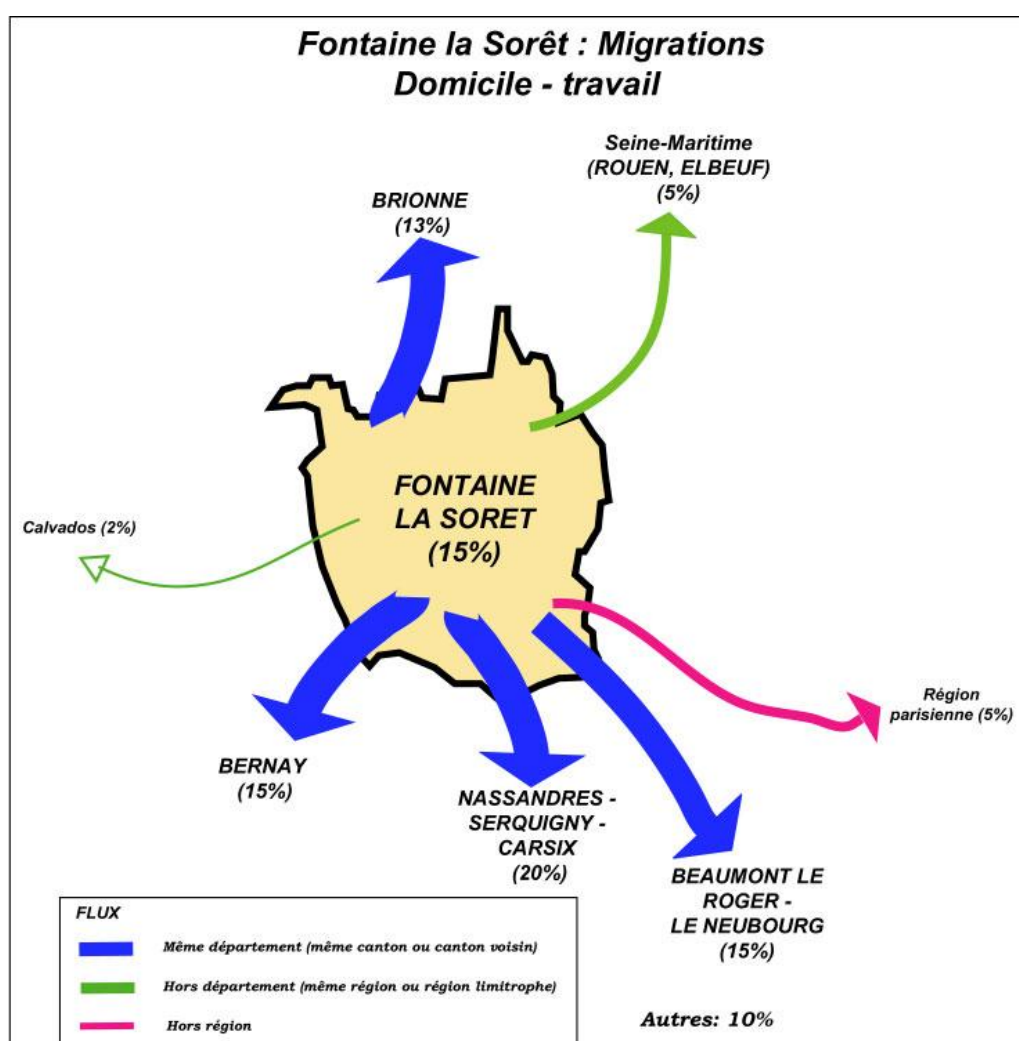 Fontaine la Sorêt : Migrations
Domicile - travail
Seine-Maritime
(ROUEN, ELBEUF)
(5%)
BRIONNE
(13%)
FONTAINE
LA SORET
(15%)
Calvados (2%)
Région
parisienne (5%)
BERNAY
(15%)
NASSANDRES -
SERQUIGNY -
CARSIX
(20%)
BEAUMONT LE
ROGER -
LE NEUBOURG
(15%)
FLUX
Même département (même canton ou canton voisin)
Hors département (même région ou région limitrophe)
Hors région
Autres: 10%